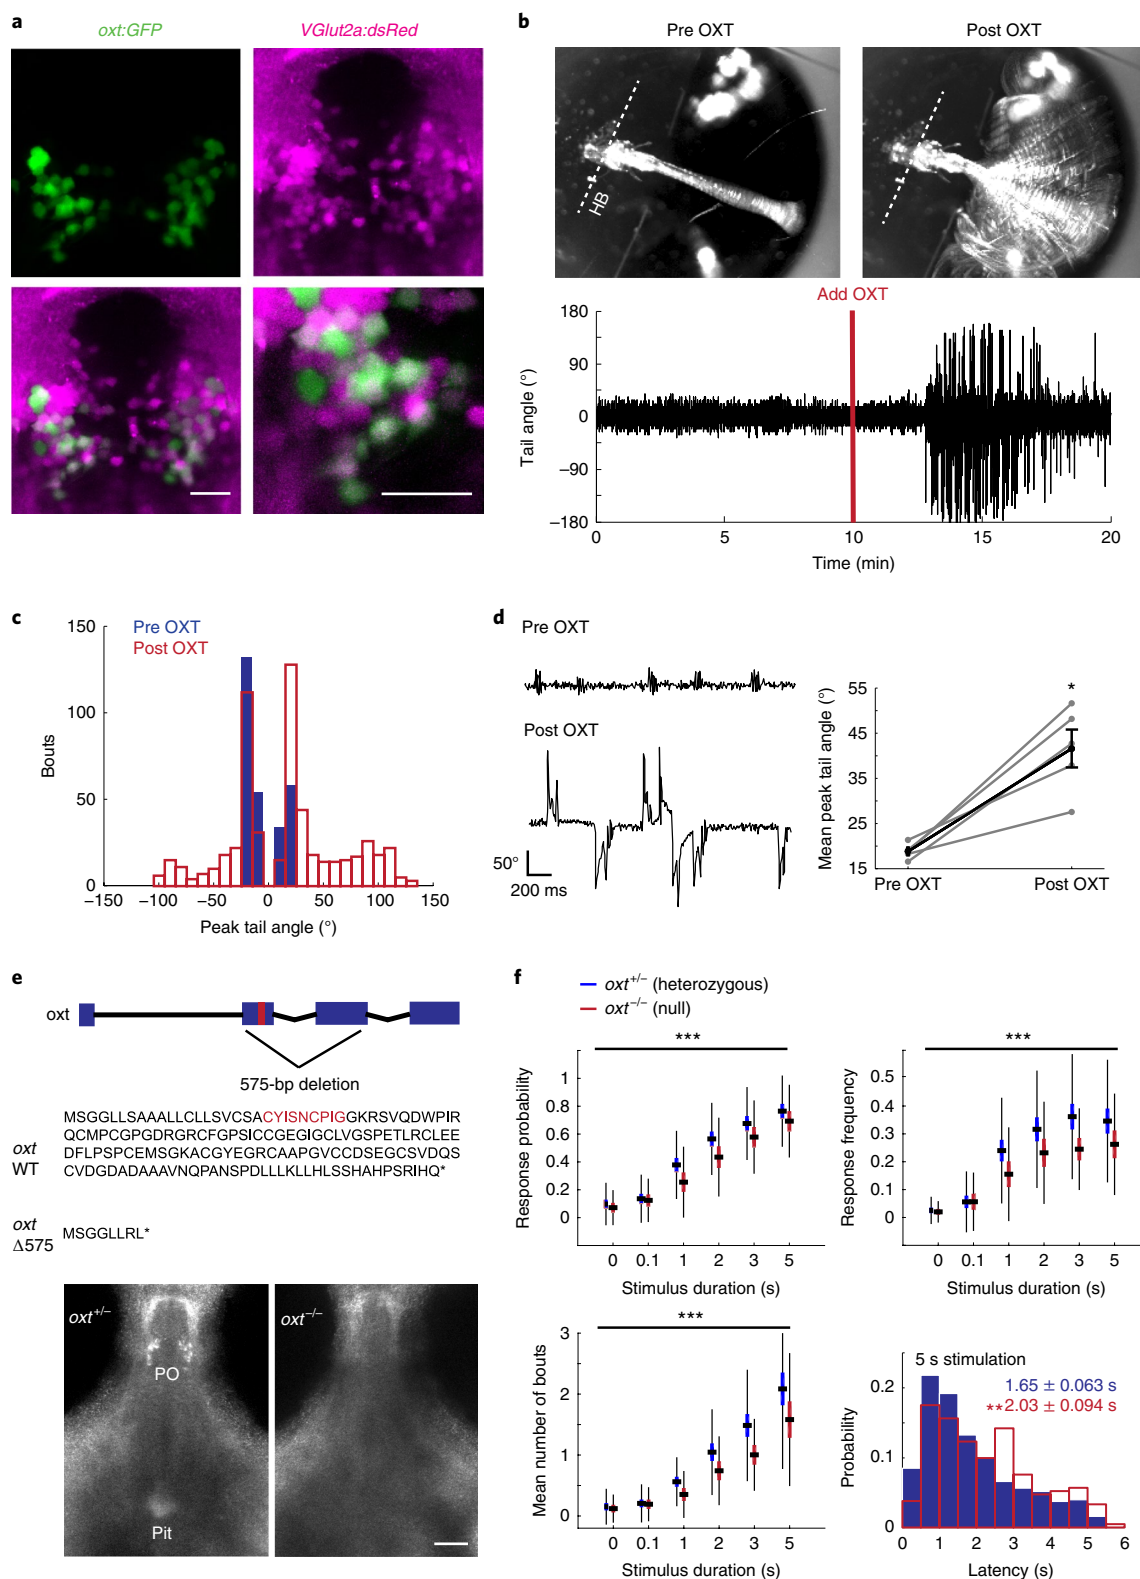 a
oxt:GFP
VGlut2a:dsRed
b
Pre OXT
Post OXT
HB
Add OXT
180
90
0
−90
−180
Tail angle (°)
0
5
10
15
20
Time (min)
c
150
100
50
0
Bouts
Pre OXT
Post OXT
−150
−100
−50
0
50
100
150
Peak tail angle (°)
d
Pre OXT
Post OXT
50°
200 ms
*
55
45
35
25
15
Mean peak tail angle (°)
Pre OXT
Post OXT
e
oxt
575-bp deletion
oxt
WT
MSGGLLSAAALLCLLSVCSACYISNCPIGGKRSVQDWPIR
QCMPCGPGDRGRCFGPSICCGEGIGCLVGSPETLRCLEE
DFLPSPCEMSGKACGYEGRCAAPGVCCDSEGCSVDQS
CVDGDADAAAVNQPANSPDLLLKLLHLSSHAHPSRIHQ*
oxt
Δ575
MSGGLLRL*
oxt+/−
PO
Pit
oxt−/−
f
oxt+/− (heterozygous)
oxt−/− (null)
***
1
0.8
0.6
0.4
0.2
0
Response probability
0
0.1
1
2
3
5
Stimulus duration (s)
***
0.5
0.4
0.3
0.2
0.1
0
Response frequency
0
0.1
1
2
3
5
Stimulus duration (s)
***
3
2
1
0
Mean number of bouts
0
0.1
1
2
3
5
Stimulus duration (s)
5 s stimulation
1.65 ± 0.063 s
**2.03 ± 0.094 s
0.2
0.1
0
Probability
0
1
2
3
4
5
6
Latency (s)